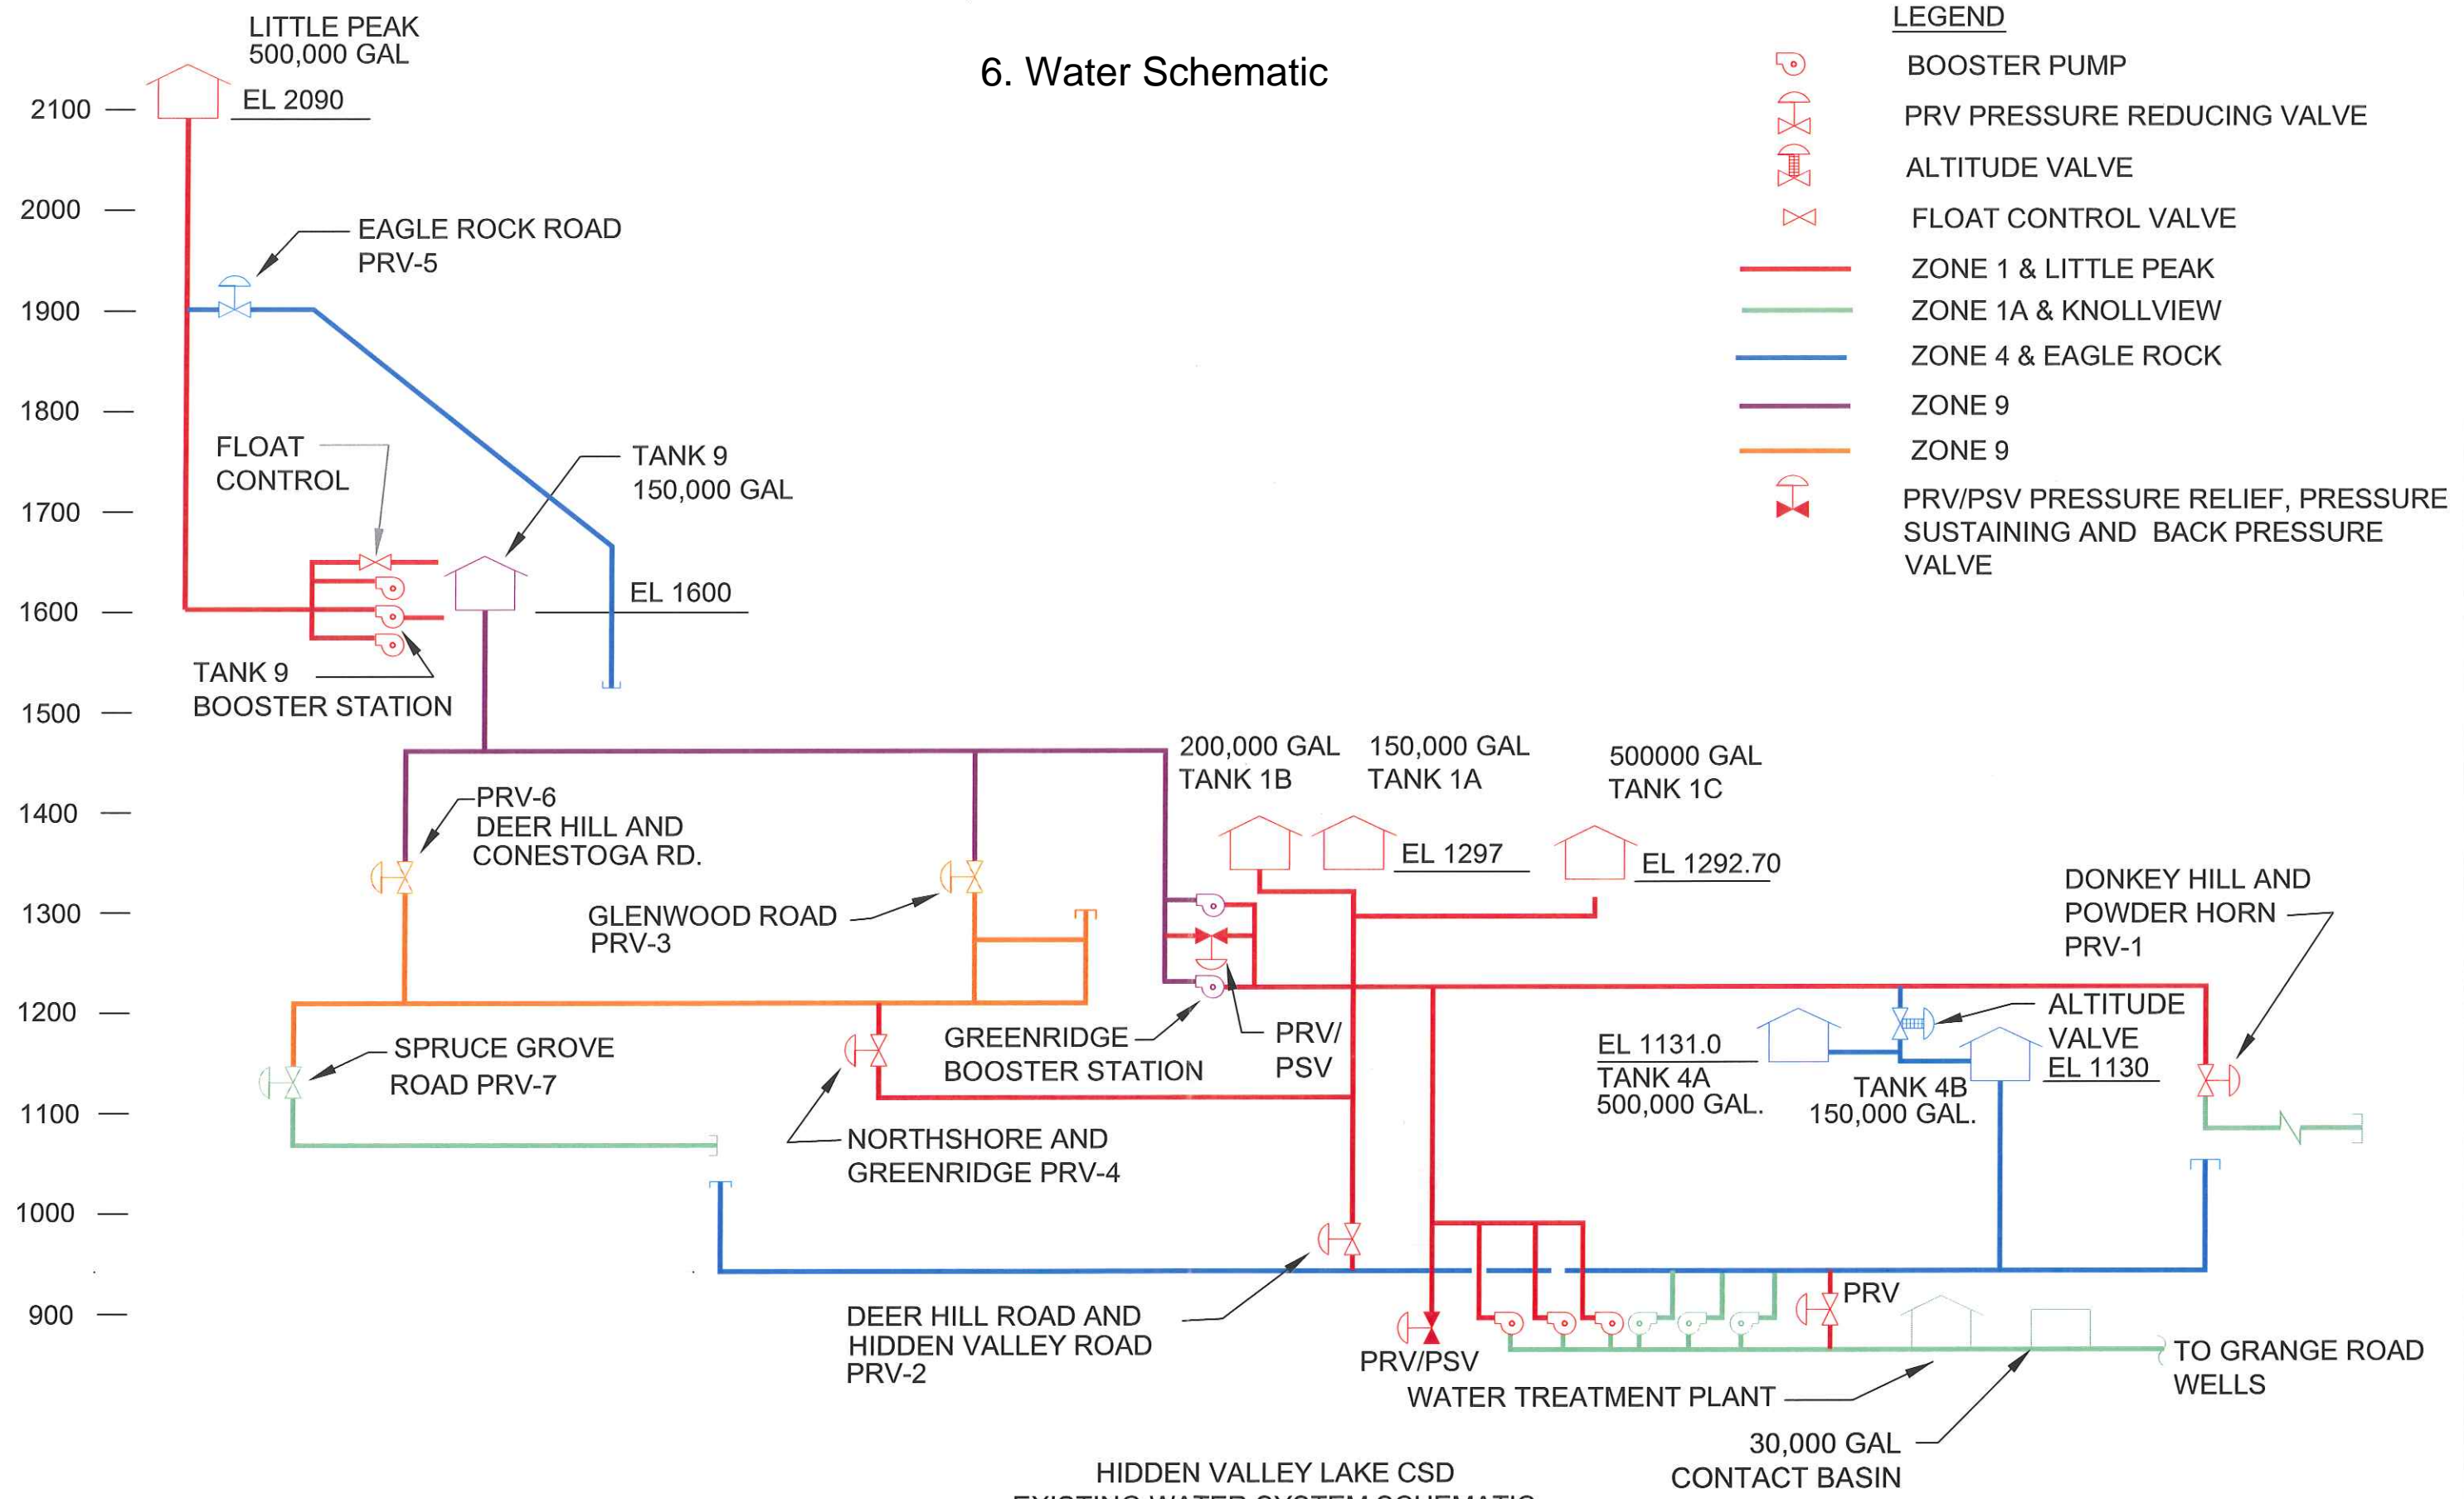 6. Water Schematic
LITTLE PEAK
500,000 GAL
EL 2090
2100
2000
1900
1800
1700
1600
1500
1400
1300
1200
1100
1000
900
EAGLE ROCK ROAD
PRV-5
FLOAT
CONTROL
TANK 9
150,000 GAL
EL 1600
TANK 9
BOOSTER STATION
PRV-6
DEER HILL AND
CONESTOGA RD.
GLENWOOD ROAD
PRV-3
SPRUCE GROVE
ROAD PRV-7
200,000 GAL
TANK 1B
150,000 GAL
TANK 1A
500000 GAL
TANK 1C
EL 1297
EL 1292.70
GREENRIDGE
BOOSTER STATION
PRV/
PSV
NORTHSHORE AND
GREENRIDGE PRV-4
DONKEY HILL AND
POWDER HORN
PRV-1
ALTITUDE
VALVE
EL 1130
EL 1131.0
TANK 4A
500,000 GAL.
TANK 4B
150,000 GAL.
DEER HILL ROAD AND
HIDDEN VALLEY ROAD
PRV-2
PRV/PSV
PRV
WATER TREATMENT PLANT
TO GRANGE ROAD
WELLS
30,000 GAL
CONTACT BASIN
HIDDEN VALLEY LAKE CSD
EXISTING WATER SYSTEM SCHEMATIC
LEGEND
BOOSTER PUMP
PRV PRESSURE REDUCING VALVE
ALTITUDE VALVE
FLOAT CONTROL VALVE
ZONE 1 & LITTLE PEAK
ZONE 1A & KNOLLVIEW
ZONE 4 & EAGLE ROCK
ZONE 9
ZONE 9
PRV/PSV PRESSURE RELIEF, PRESSURE
SUSTAINING AND BACK PRESSURE
VALVE